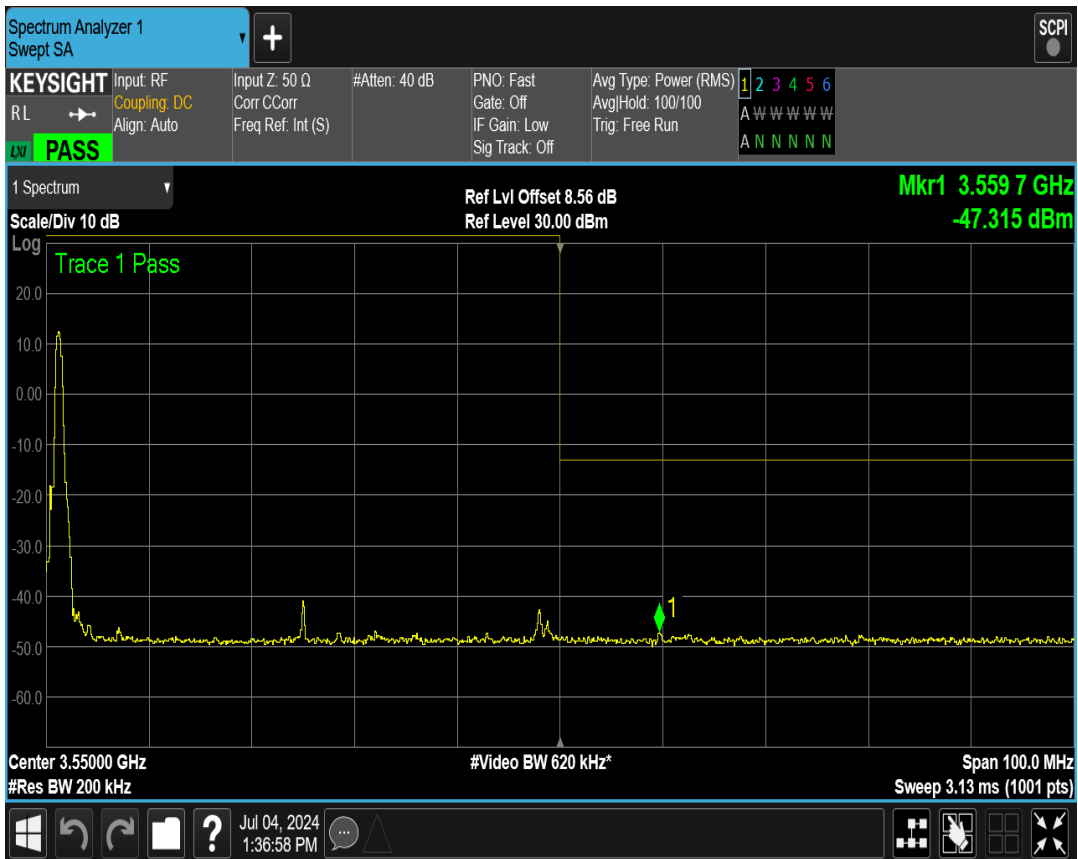 Spectrum Analyzer 1
Swept SA
+
SCPI
KEYSIGHT
RL
LXI PASS
Input: RF
Coupling: DC
Align: Auto
Input Z: 50 Ω
Corr CCorr
Freq Ref: Int (S)
#Atten: 40 dB
PNO: Fast
Gate: Off
IF Gain: Low
Sig Track: Off
Avg Type: Power (RMS)
Avg|Hold: 100/100
Trig: Free Run
1 2 3 4 5 6
A W W W W W
A N N N N N
1 Spectrum
Scale/Div 10 dB
Ref Lvl Offset 8.56 dB
Ref Level 30.00 dBm
Mkr1 3.559 7 GHz
-47.315 dBm
Log
Trace 1 Pass
20.0
10.0
0.00
-10.0
-20.0
-30.0
-40.0
1
-50.0
-60.0
Center 3.55000 GHz
#Res BW 200 kHz
#Video BW 620 kHz*
Span 100.0 MHz
Sweep 3.13 ms (1001 pts)
?
Jul 04, 2024
1:36:58 PM